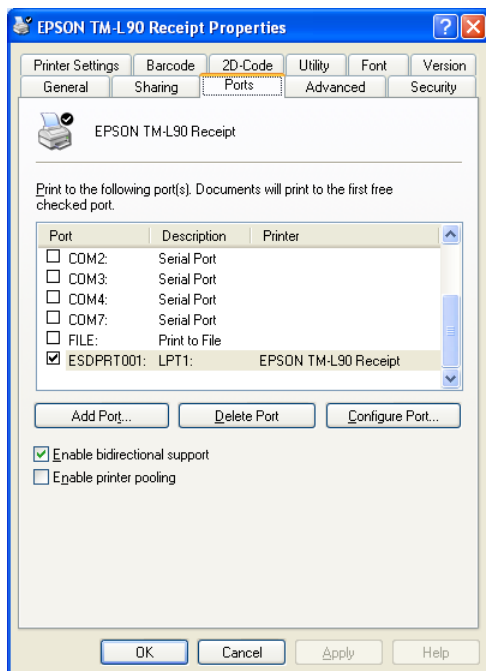 EPSON TM-L90 Receipt Properties
Printer Settings Barcode 2D-Code Utility Font Version
General Sharing Ports Advanced Security
EPSON TM-L90 Receipt
Print to the following port(s). Documents will print to the first free
checked port.
Port Description Printer
COM2: Serial Port
COM3: Serial Port
COM4: Serial Port
COM7: Serial Port
FILE: Print to File
ESDPRT001: LPT1: EPSON TM-L90 Receipt
Add Port... Delete Port Configure Port...
Enable bidirectional support
Enable printer pooling
OK Cancel Apply Help